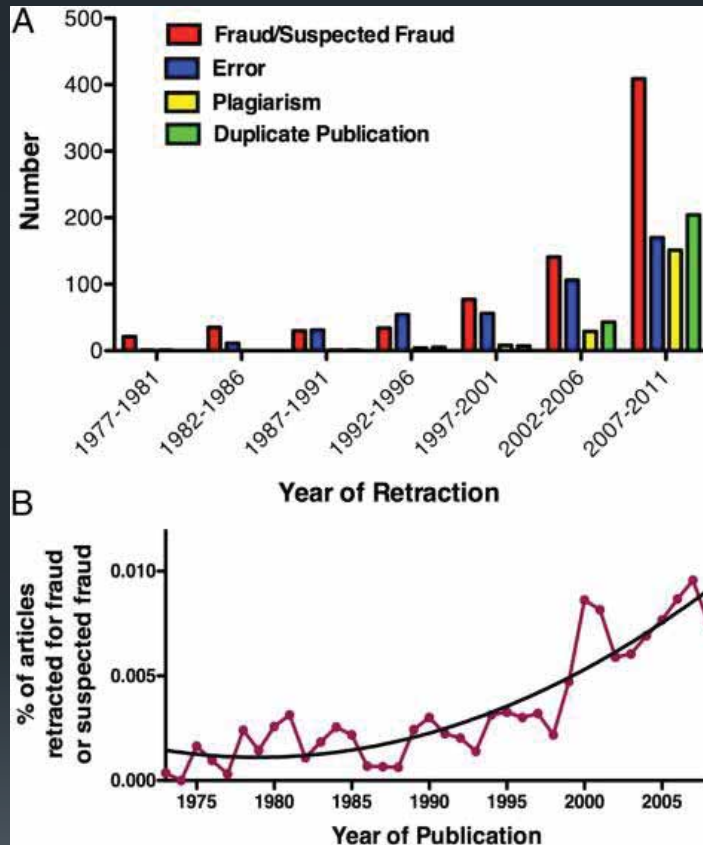 A
500
400
300
200
100
0
Number
Fraud/Suspected Fraud
Error
Plagiarism
Duplicate Publication
1977-1981
1982-1986
1987-1991
1992-1996
1997-2001
2002-2006
2007-2011
Year of Retraction
B
% of articles
retracted for fraud
or suspected fraud
0.010
0.005
0.000
1975
1980
1985
1990
1995
2000
2005
Year of Publication